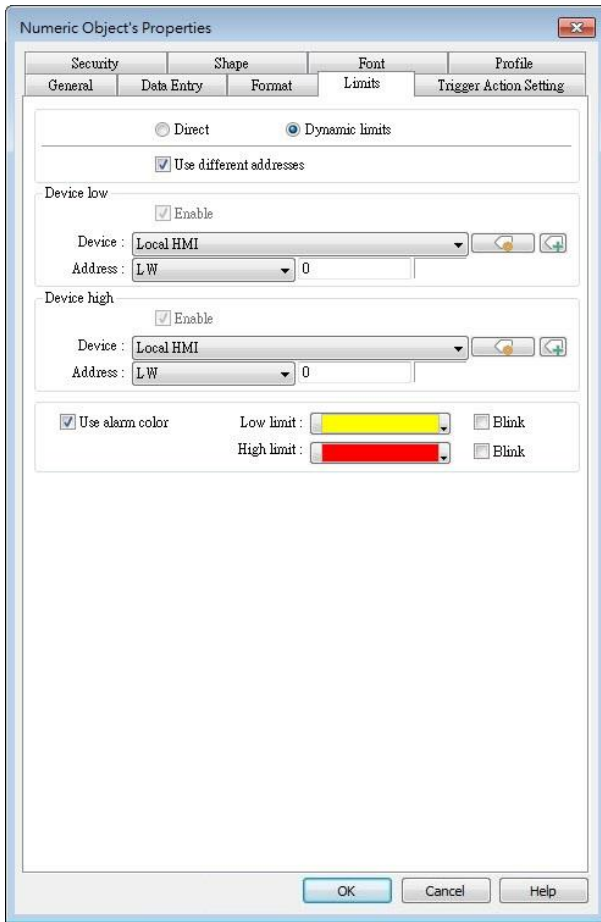 Numeric Object's Properties
Security Shape Font Profile
General Data Entry Format Limits Trigger Action Setting
Direct Dynamic limits
Use different addresses
Device low
Enable
Device : Local HMI
Address : LW 0
Device high
Enable
Device : Local HMI
Address : LW 0
Use alarm color Low limit : Blink
High limit : Blink
OK Cancel Help